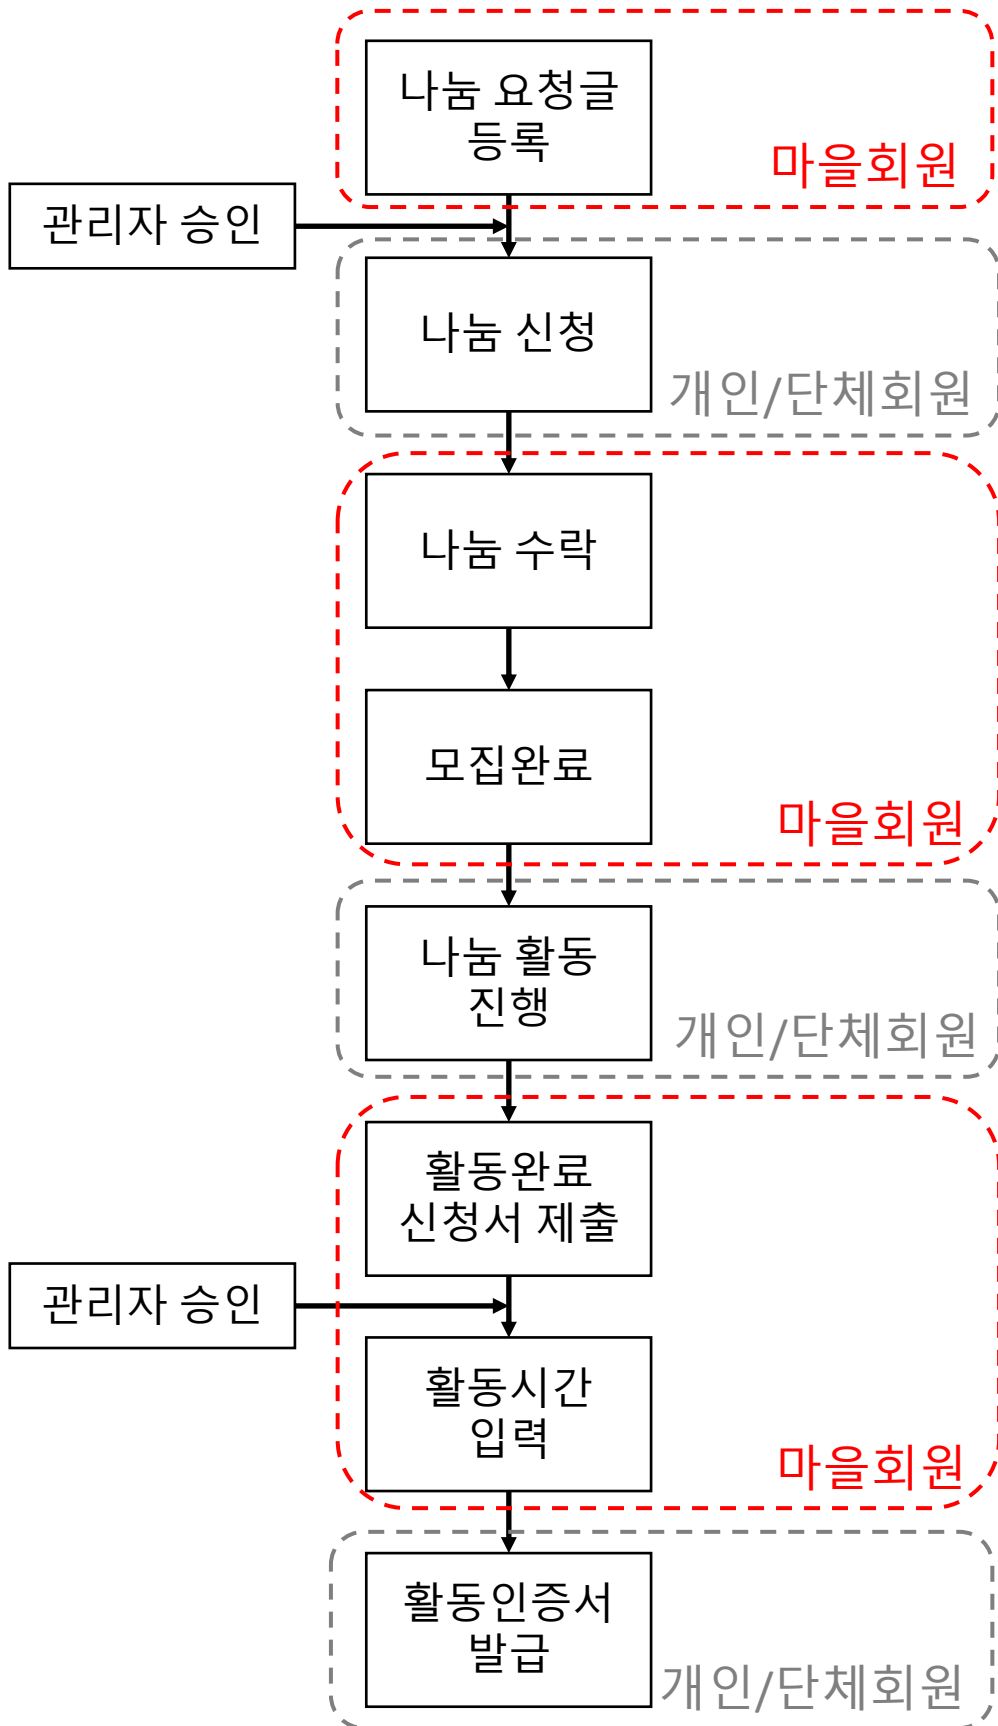 나눔 요청글
등록
마을회원
관리자 승인
나눔 신청
개인/단체회원
나눔 수락
모집완료
마을회원
나눔 활동
진행
개인/단체회원
활동완료
신청서 제출
관리자 승인
활동시간
입력
마을회원
활동인증서
발급
개인/단체회원